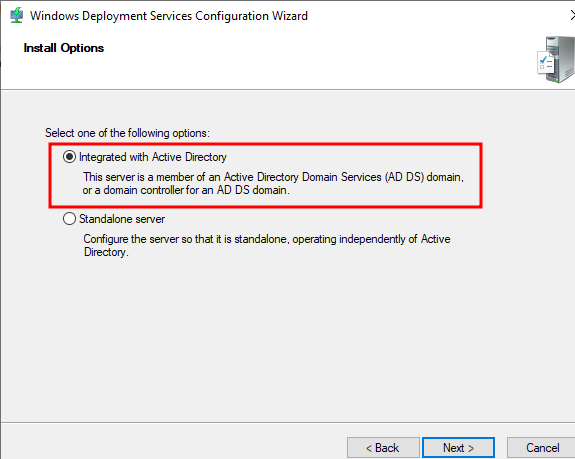 Windows Deployment Services Configuration Wizard
Install Options
Select one of the following options:
Integrated with Active Directory
This server is a member of an Active Directory Domain Services (AD DS) domain,
or a domain controller for an AD DS domain.
Standalone server
Configure the server so that it is standalone, operating independently of Active
Directory.
< Back
Next >
Cancel